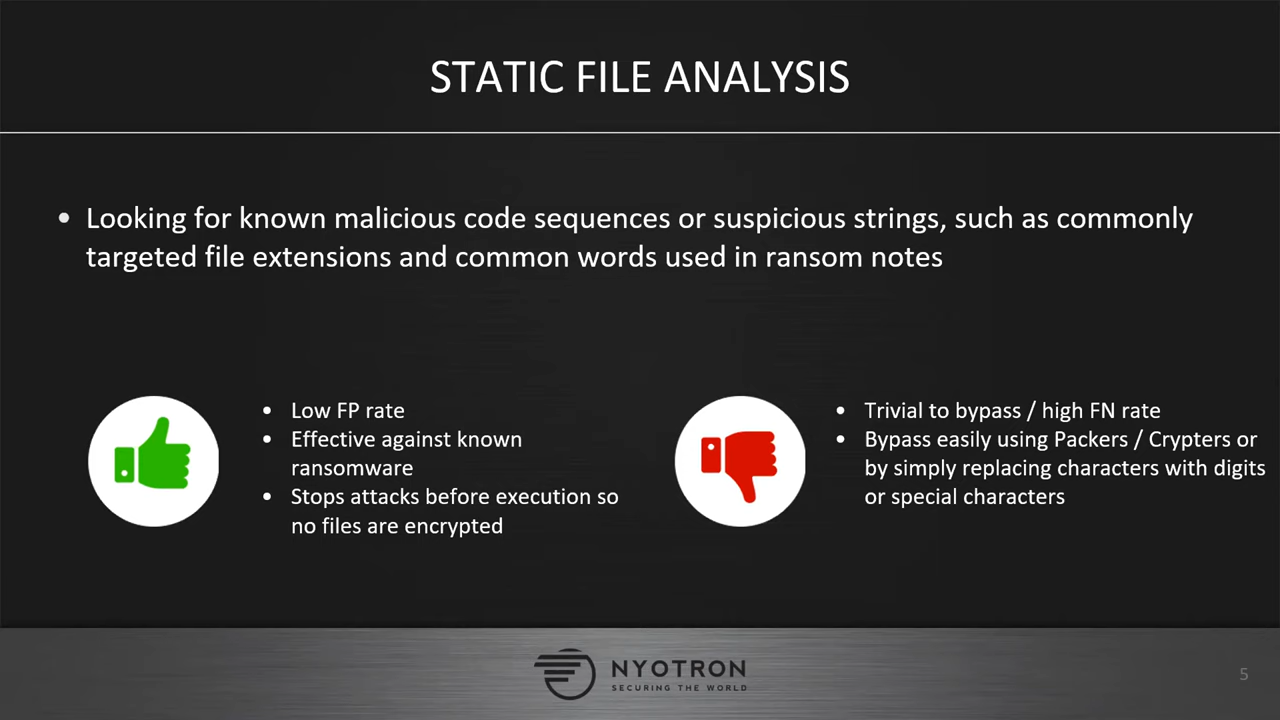 STATIC FILE ANALYSIS
• Looking for known malicious code sequences or suspicious strings, such as commonly
targeted file extensions and common words used in ransom notes
• Low FP rate
• Effective against known
ransomware
• Stops attacks before execution so
no files are encrypted
• Trivial to bypass / high FN rate
• Bypass easily using Packers / Crypters or
by simply replacing characters with digits
or special characters
NYOTRON
SECURING THE WORLD
5